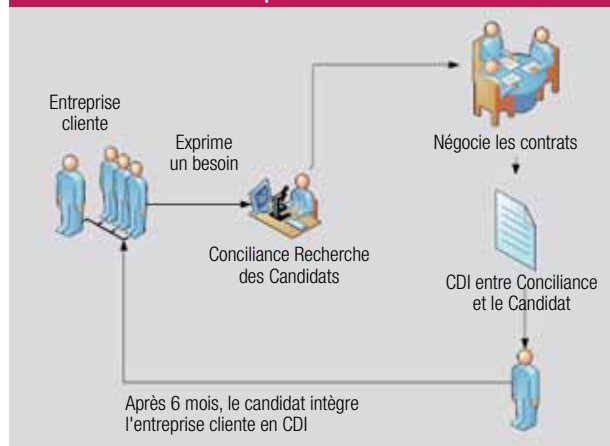 Entreprise
cliente
Exprime
un besoin
Conciliance Recherche
des Candidats
Négocie les contrats
CDI entre Conciliance
et le Candidat
Après 6 mois, le candidat intègre
l'entreprise cliente en CDI